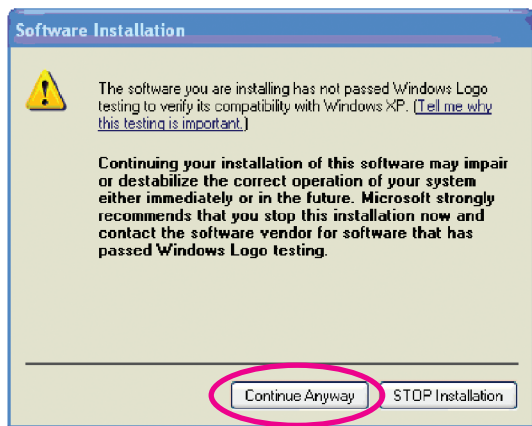 Software Installation
The software you are installing has not passed Windows Logo
testing to verify its compatibility with Windows XP. (Tell me why
this testing is important.)
Continuing your installation of this software may impair
or destabilize the correct operation of your system
either immediately or in the future. Microsoft strongly
recommends that you stop this installation now and
contact the software vendor for software that has
passed Windows Logo testing.
Continue Anyway STOP Installation